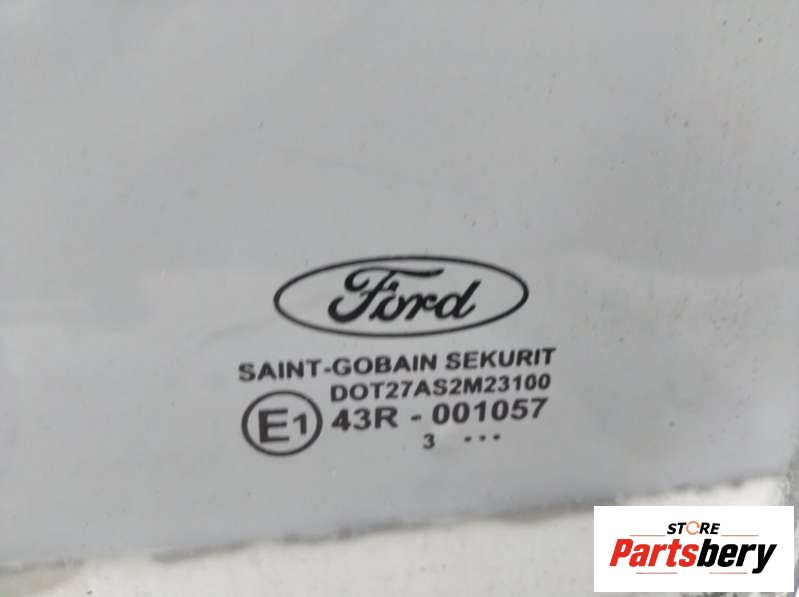 Ford
SAINT-GOBAIN SEKURIT
DOT27AS2M23100
E1 43R - 001057
3 ...
STORE
Partsbery